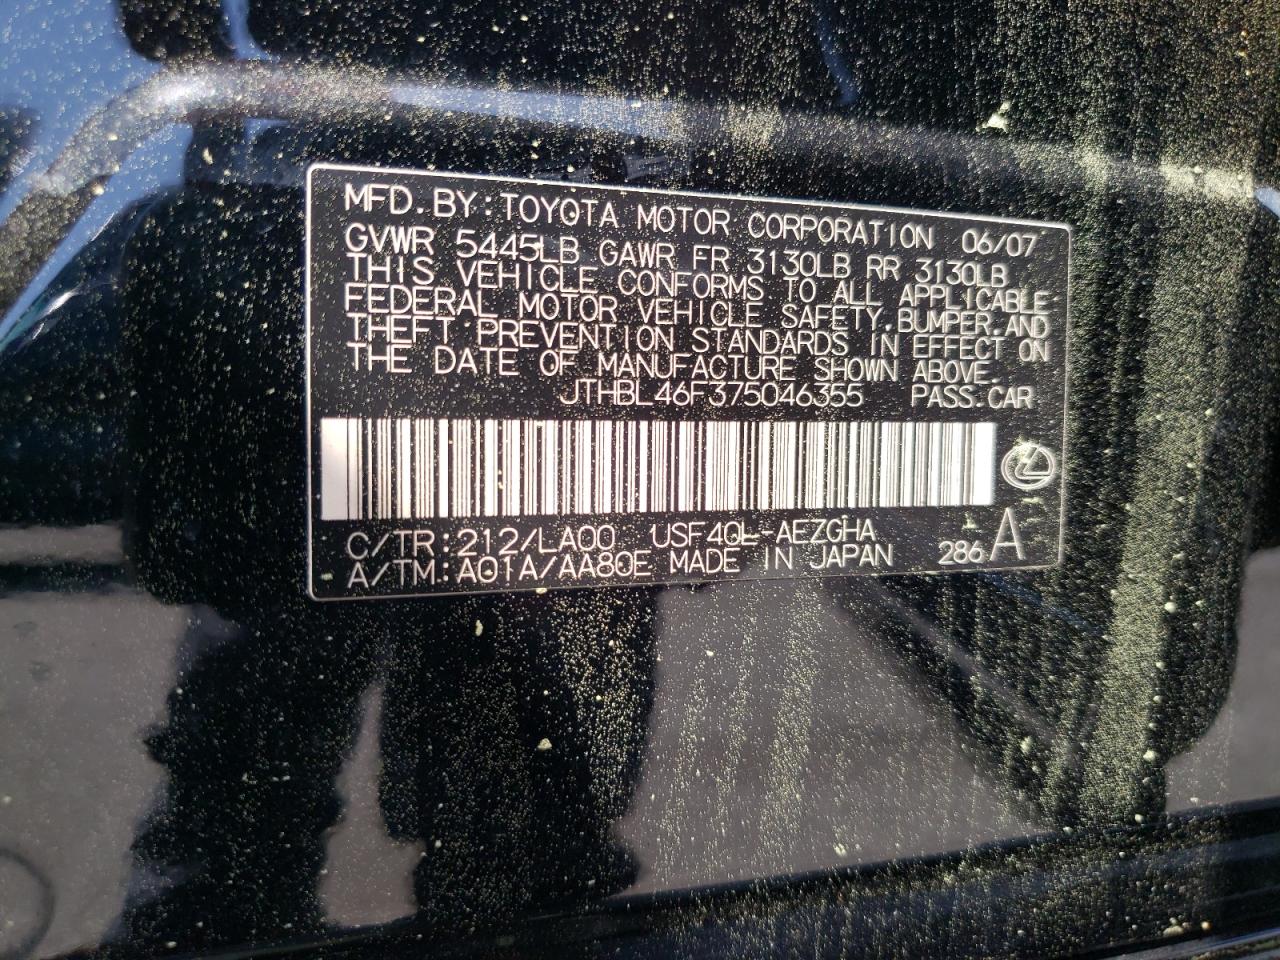 MFD.BY:TOYOTA MOTOR CORPORATION 06/07
GVWR 5445LB GAWR FR 3130LB RR 3130LB
THIS VEHICLE CONFORMS TO ALL APPLICABLE
FEDERAL MOTOR VEHICLE SAFETY,BUMPER,AND
THEFT PREVENTION STANDARDS IN EFFECT ON
THE DATE OF MANUFACTURE SHOWN ABOVE.
JTHBL46F375046355 PASS.CAR
C/TR:212/LA00 USF40L-AEZGHA
A/TM:A01A/AA80E MADE IN JAPAN 286 A